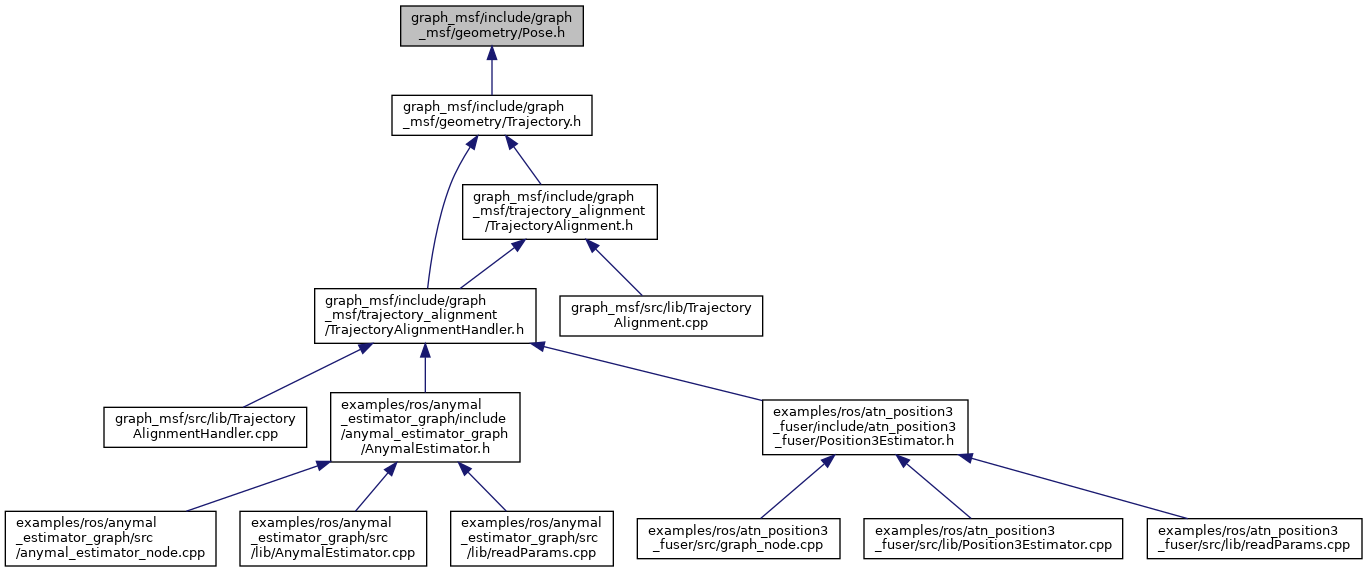 graph_msf/include/graph
_msf/geometry/Pose.h
graph_msf/include/graph
_msf/geometry/Trajectory.h
graph_msf/include/graph
_msf/trajectory_alignment
/TrajectoryAlignment.h
graph_msf/include/graph
_msf/trajectory_alignment
/TrajectoryAlignmentHandler.h
graph_msf/src/lib/Trajectory
Alignment.cpp
graph_msf/src/lib/Trajectory
AlignmentHandler.cpp
examples/ros/anymal
_estimator_graph/include
/anymal_estimator_graph
/AnymalEstimator.h
examples/ros/atn_position3
_fuser/include/atn_position3
_fuser/Position3Estimator.h
examples/ros/anymal
_estimator_graph/src
/anymal_estimator_node.cpp
examples/ros/anymal
_estimator_graph/src
/lib/AnymalEstimator.cpp
examples/ros/anymal
_estimator_graph/src
/lib/readParams.cpp
examples/ros/atn_position3
_fuser/src/graph_node.cpp
examples/ros/atn_position3
_fuser/src/lib/Position3Estimator.cpp
examples/ros/atn_position3
_fuser/src/lib/readParams.cpp